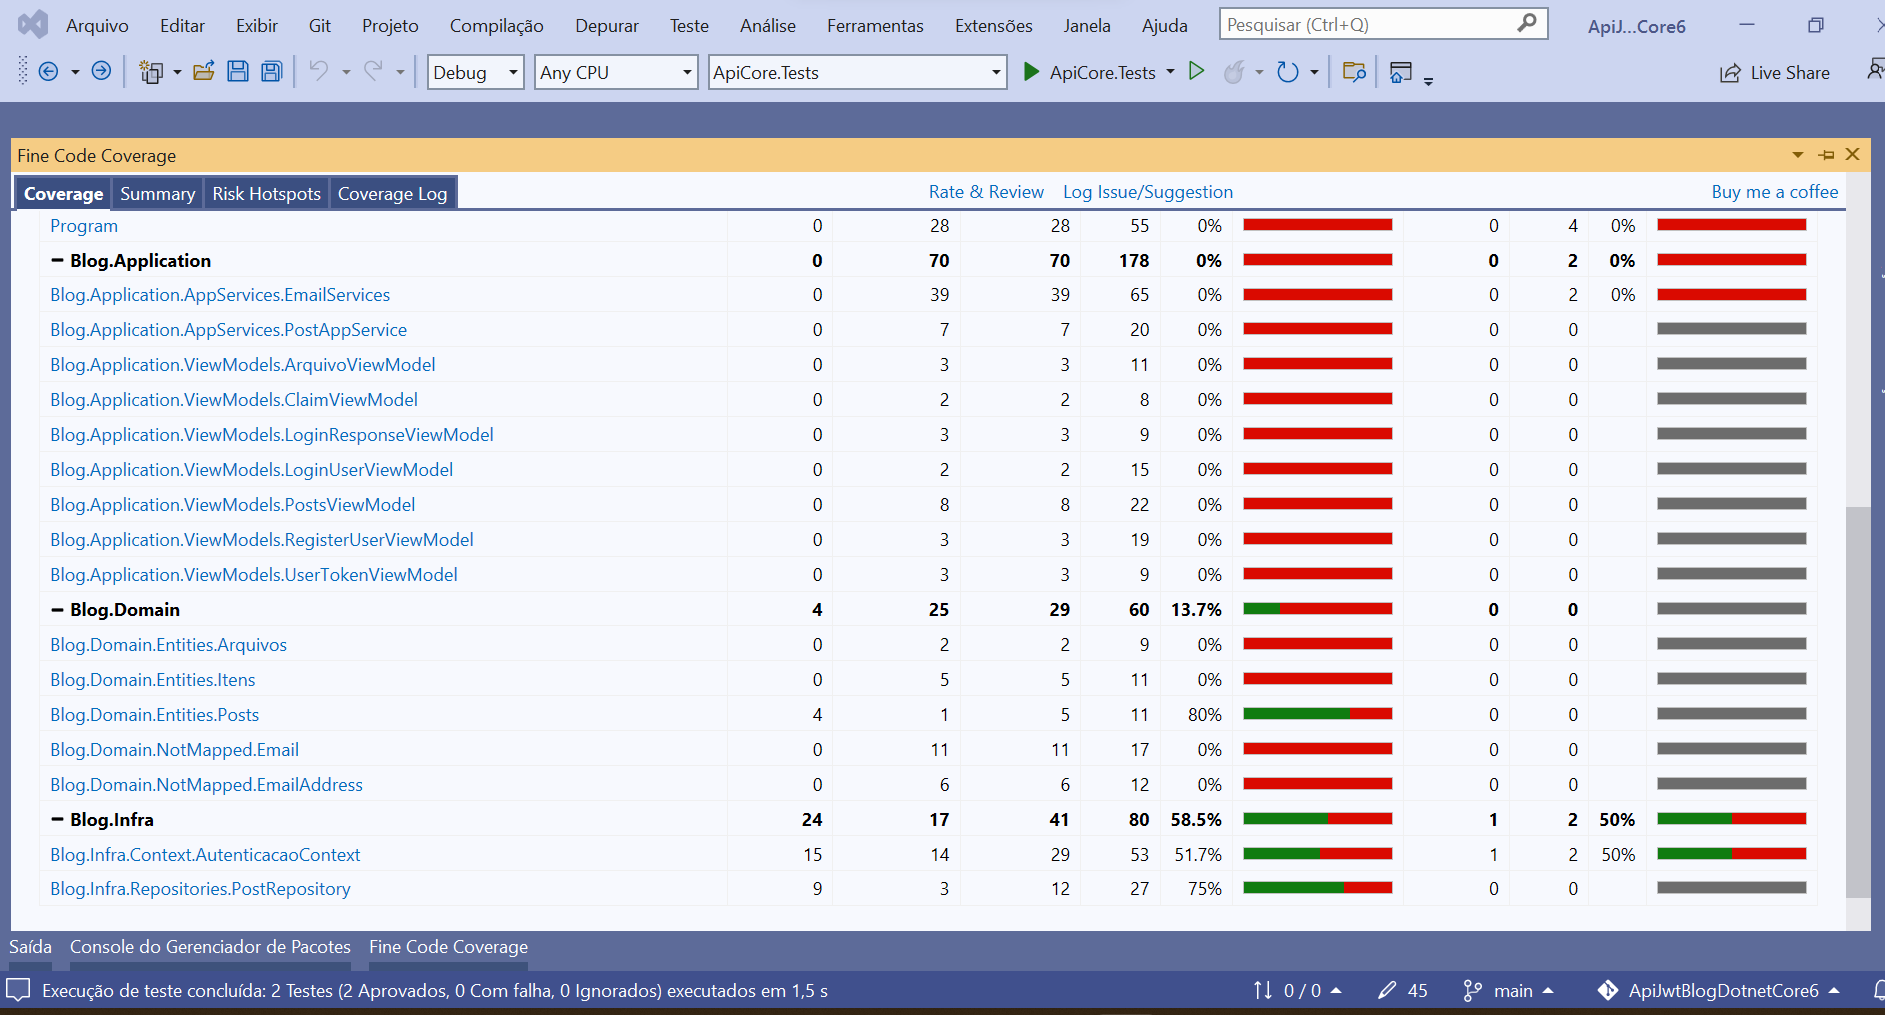 Arquivo Editar Exibir Git Projeto Compilação Depurar Teste Análise Ferramentas Extensões Janela Ajuda Pesquisar (Ctrl+Q) ApiJ...Core6
Debug Any CPU ApiCore.Tests ApiCore.Tests Live Share
Fine Code Coverage
Coverage Summary Risk Hotspots Coverage Log Rate & Review Log Issue/Suggestion Buy me a coffee
Program 0 28 28 55 0% 0 4 0%
Blog.Application 0 70 70 178 0% 0 2 0%
Blog.Application.AppServices.EmailServices 0 39 39 65 0% 0 2 0%
Blog.Application.AppServices.PostAppService 0 7 7 20 0% 0 0
Blog.Application.ViewModels.ArquivoViewModel 0 3 3 11 0% 0 0
Blog.Application.ViewModels.ClaimViewModel 0 2 2 8 0% 0 0
Blog.Application.ViewModels.LoginResponseViewModel 0 3 3 9 0% 0 0
Blog.Application.ViewModels.LoginUserViewModel 0 2 2 15 0% 0 0
Blog.Application.ViewModels.PostsViewModel 0 8 8 22 0% 0 0
Blog.Application.ViewModels.RegisterUserViewModel 0 3 3 19 0% 0 0
Blog.Application.ViewModels.UserTokenViewModel 0 3 3 9 0% 0 0
Blog.Domain 4 25 29 60 13.7% 0 0
Blog.Domain.Entities.Arquivos 0 2 2 9 0% 0 0
Blog.Domain.Entities.Itens 0 5 5 11 0% 0 0
Blog.Domain.Entities.Posts 4 1 5 11 80% 0 0
Blog.Domain.NotMapped.Email 0 11 11 17 0% 0 0
Blog.Domain.NotMapped.EmailAddress 0 6 6 12 0% 0 0
Blog.Infra 24 17 41 80 58.5% 1 2 50%
Blog.Infra.Context.AutenticacaoContext 15 14 29 53 51.7% 1 2 50%
Blog.Infra.Repositories.PostRepository 9 3 12 27 75% 0 0
Saída Console do Gerenciador de Pacotes Fine Code Coverage
Execução de teste concluída: 2 Testes (2 Aprovados, 0 Com falha, 0 Ignorados) executados em 1,5 s 0 / 0 45 main ApiJwtBlogDotnetCore6